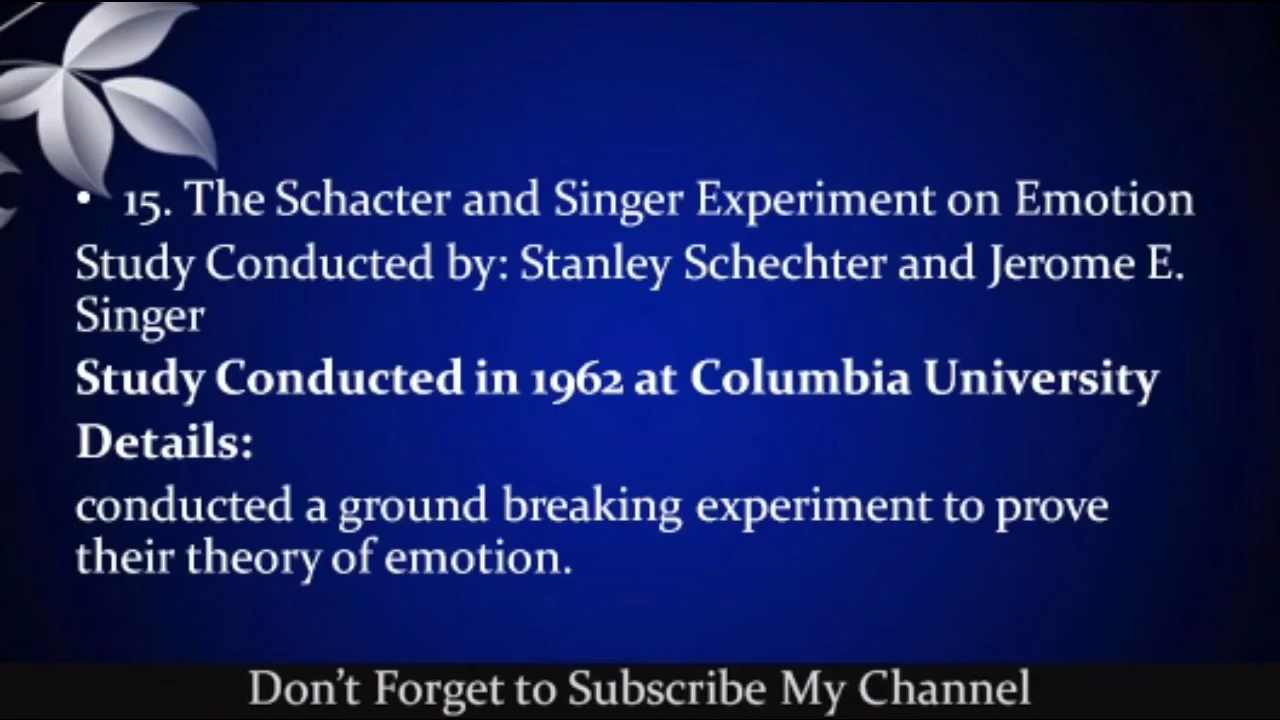 • 15. The Schacter and Singer Experiment on Emotion
Study Conducted by: Stanley Schechter and Jerome E.
Singer
Study Conducted in 1962 at Columbia University
Details:
conducted a ground breaking experiment to prove
their theory of emotion.
Don't Forget to Subscribe My Channel